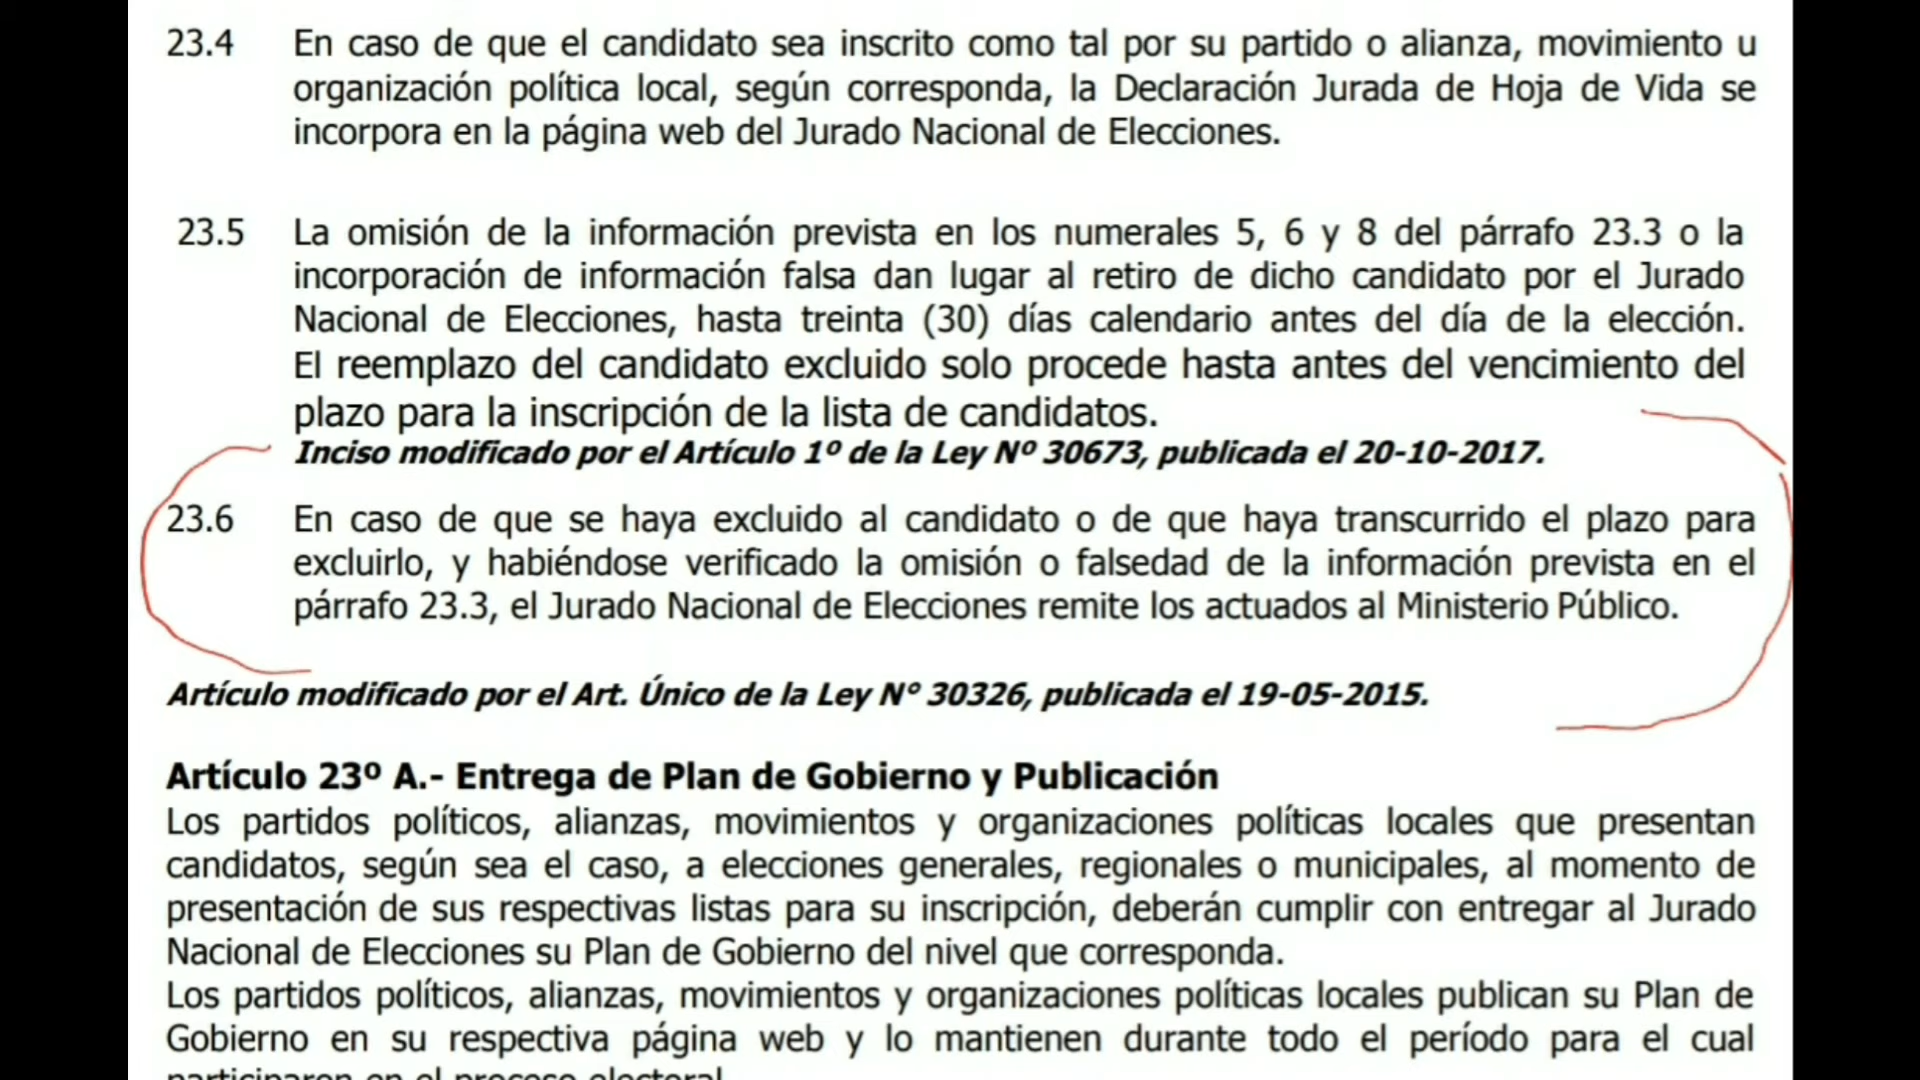 23.4 En caso de que el candidato sea inscrito como tal por su partido o alianza, movimiento u
organización política local, según corresponda, la Declaración Jurada de Hoja de Vida se
incorpora en la página web del Jurado Nacional de Elecciones.
23.5 La omisión de la información prevista en los numerales 5, 6 y 8 del párrafo 23.3 o la
incorporación de información falsa dan lugar al retiro de dicho candidato por el Jurado
Nacional de Elecciones, hasta treinta (30) días calendario antes del día de la elección.
El reemplazo del candidato excluido solo procede hasta antes del vencimiento del
plazo para la inscripción de la lista de candidatos.
Inciso modificado por el Artículo 1º de la Ley Nº 30673, publicada el 20-10-2017.
23.6 En caso de que se haya excluido al candidato o de que haya transcurrido el plazo para
excluirlo, y habiéndose verificado la omisión o falsedad de la información prevista en el
párrafo 23.3, el Jurado Nacional de Elecciones remite los actuados al Ministerio Público.
Artículo modificado por el Art. Único de la Ley N° 30326, publicada el 19-05-2015.
Artículo 23º A.- Entrega de Plan de Gobierno y Publicación
Los partidos políticos, alianzas, movimientos y organizaciones políticas locales que presentan
candidatos, según sea el caso, a elecciones generales, regionales o municipales, al momento de
presentación de sus respectivas listas para su inscripción, deberán cumplir con entregar al Jurado
Nacional de Elecciones su Plan de Gobierno del nivel que corresponda.
Los partidos políticos, alianzas, movimientos y organizaciones políticas locales publican su Plan de
Gobierno en su respectiva página web y lo mantienen durante todo el período para el cual
participaron en el proceso electoral.